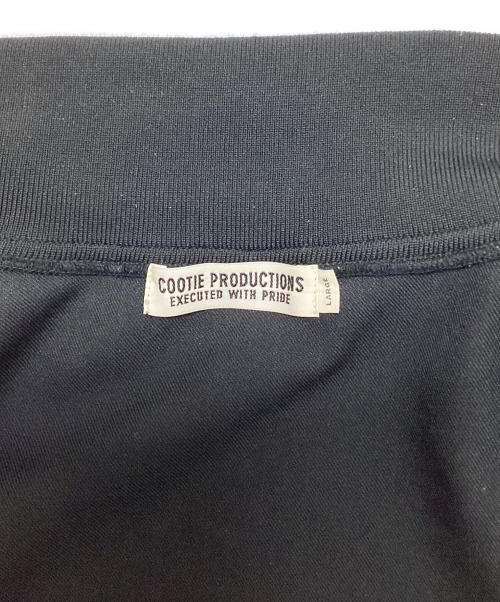 COOTIE PRODUCTIONS
EXECUTED WITH PRIDE
LARGE